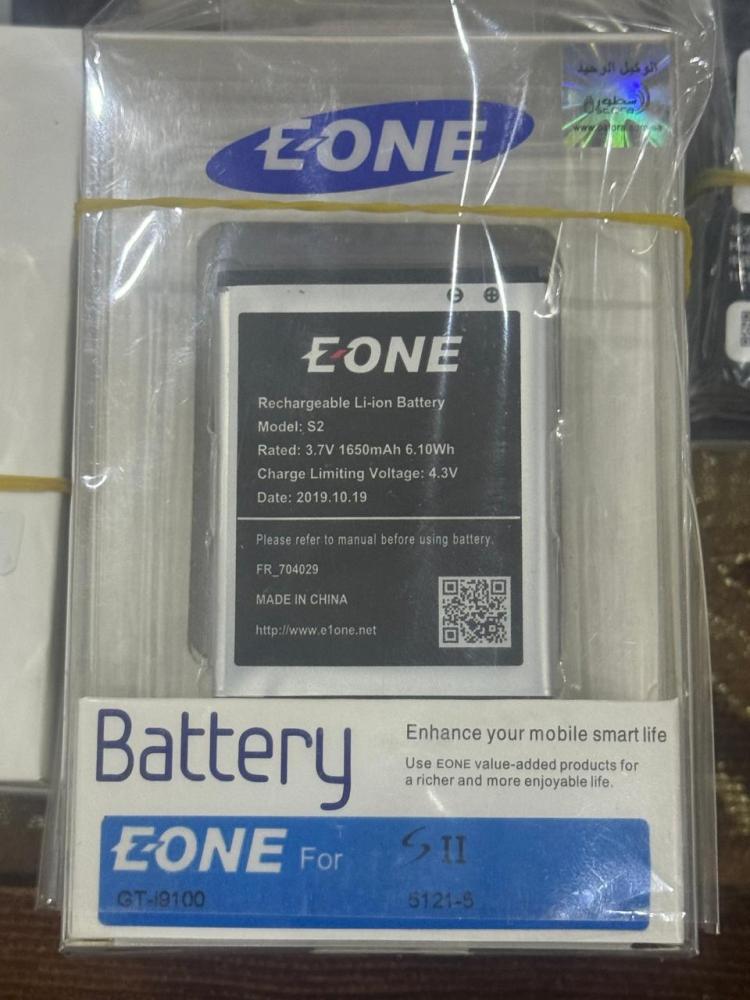 الوكيل الوحيد
سطورة
E-ONE
E-ONE
Rechargeable Li-ion Battery
Model: S2
Rated: 3.7V 1650mAh 6.10Wh
Charge Limiting Voltage: 4.3V
Date: 2019.10.19
Please refer to manual before using battery.
FR_704029
MADE IN CHINA
http://www.e1one.net
Battery
Enhance your mobile smart life
Use EONE value-added products for
a richer and more enjoyable life.
E-ONE For S II
GT-I9100 5121-5